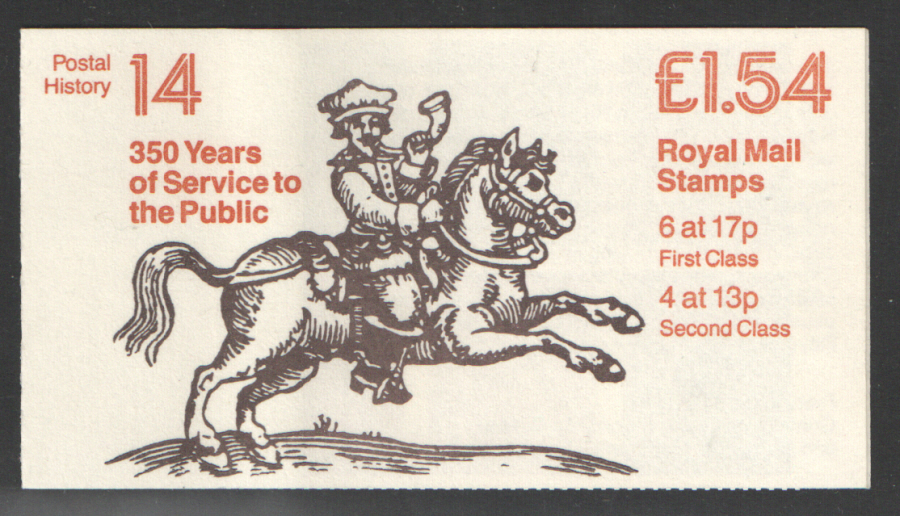 Postal
History
14
350 Years
of Service to
the Public
£1.54
Royal Mail
Stamps
6 at 17p
First Class
4 at 13p
Second Class